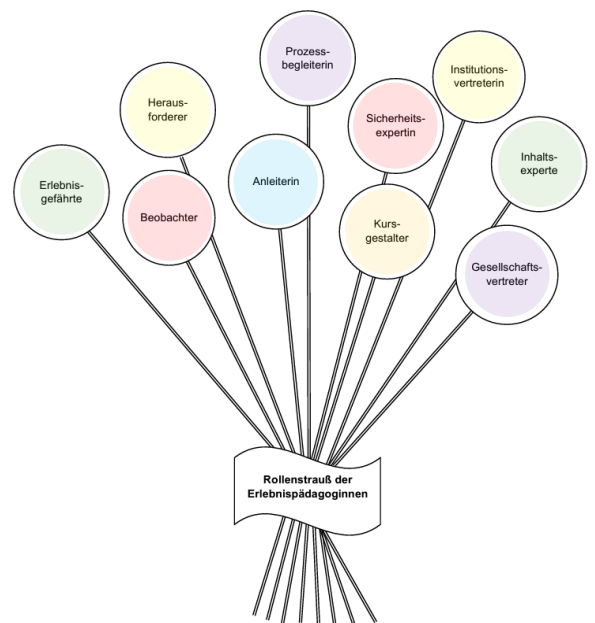 Prozess-
begleiterin
Institutions-
vertreterin
Heraus-
forderer
Sicherheits-
expertin
Inhalts-
experte
Erlebnis-
gefährte
Anleiterin
Beobachter
Kurs-
gestalter
Gesellschafts-
vertreter
Rollenstrauß der
Erlebnispädagoginnen